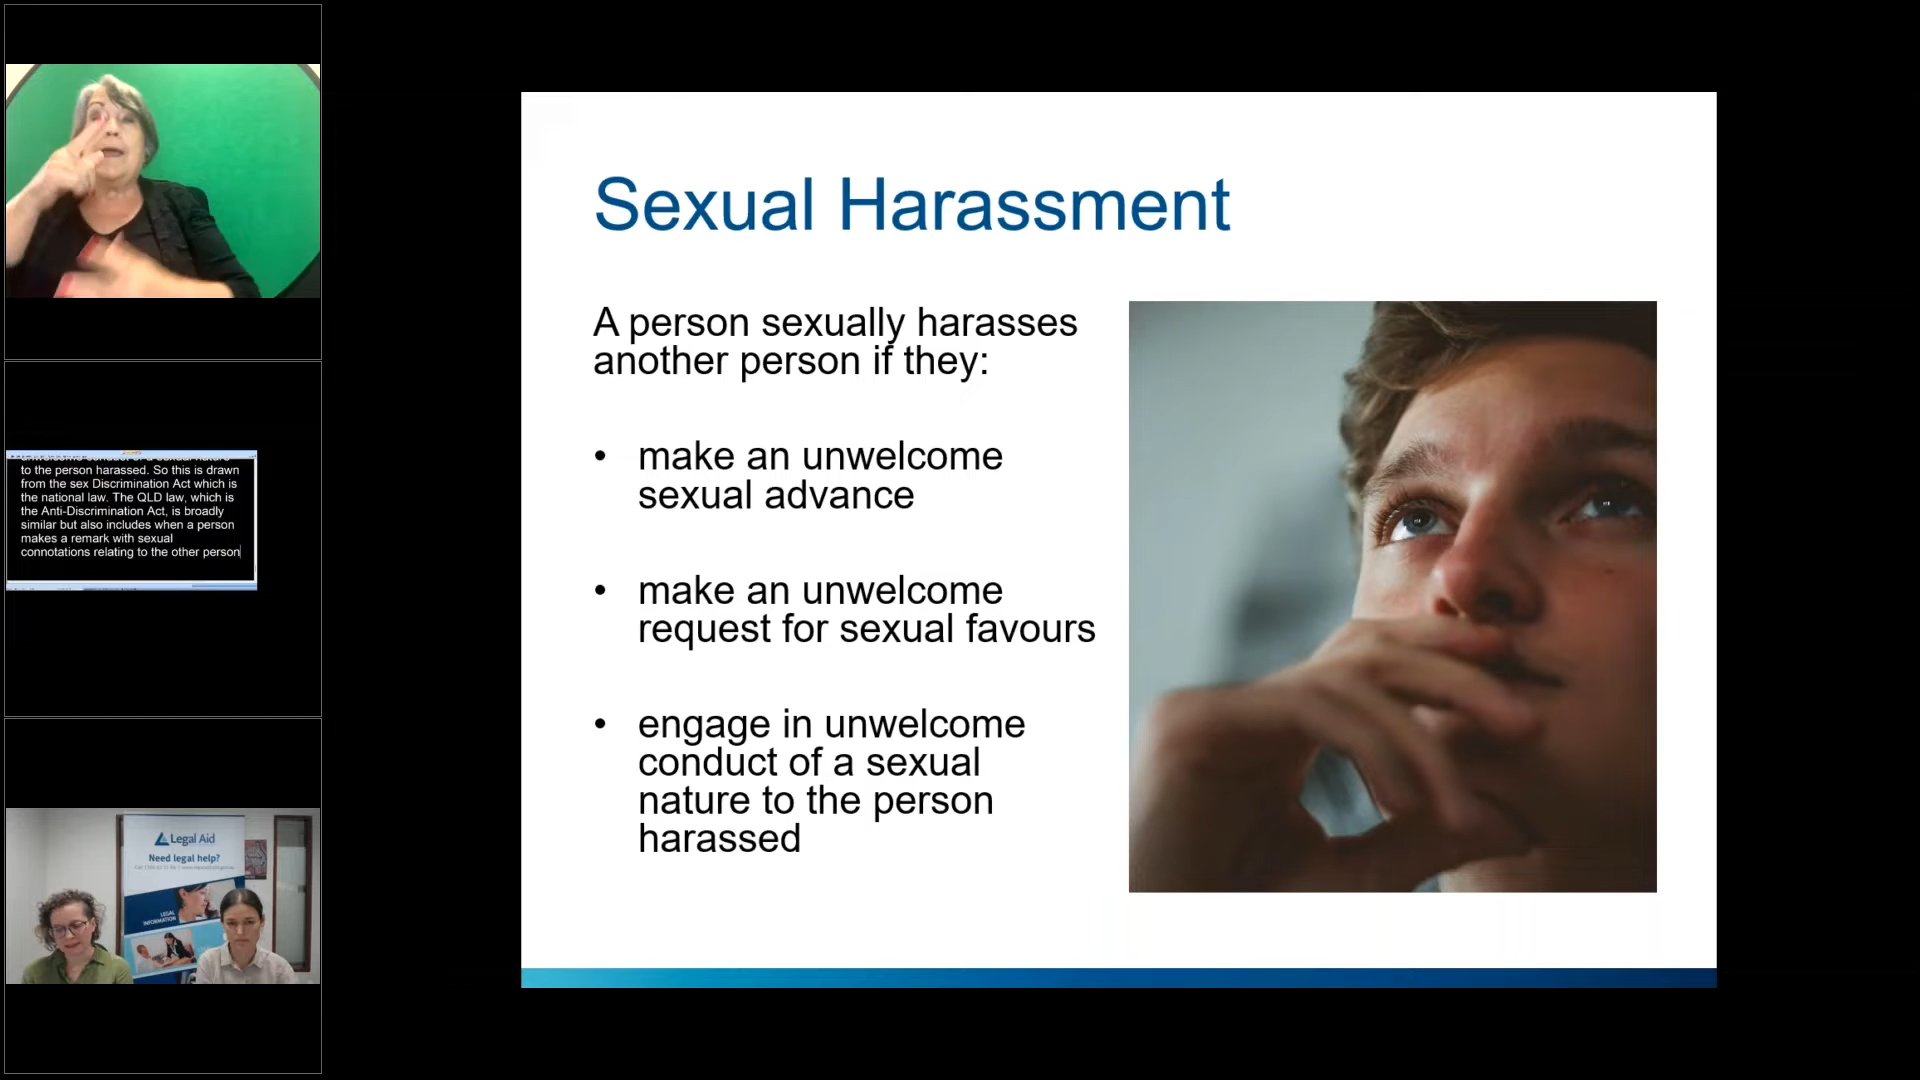 Sexual Harassment
A person sexually harasses
another person if they:
• make an unwelcome
sexual advance
• make an unwelcome
request for sexual favours
• engage in unwelcome
conduct of a sexual
nature to the person
harassed
to the person harassed. So this is drawn
from the sex Discrimination Act which is
the national law. The QLD law, which is
the Anti-Discrimination Act, is broadly
similar but also includes when a person
makes a remark with sexual
connotations relating to the other person
Legal Aid
Need legal help?
LEGAL
INFORMATION